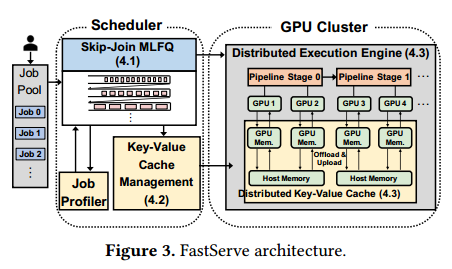 Scheduler
GPU Cluster
Job
Pool
Job 0
Job 1
Job 2
⋮
Skip-Join MLFQ
(4.1)
⋮
Job
Profiler
Key-Value
Cache
Management
(4.2)
Distributed Execution Engine (4.3)
Pipeline Stage 0
Pipeline Stage 1
...
GPU 1
GPU 2
GPU 3
GPU 4
...
GPU
Mem.
GPU
Mem.
GPU
Mem.
GPU
Mem.
Offload &
Upload
Host Memory
Host Memory
Distributed Key-Value Cache (4.3)
Figure 3. FastServe architecture.